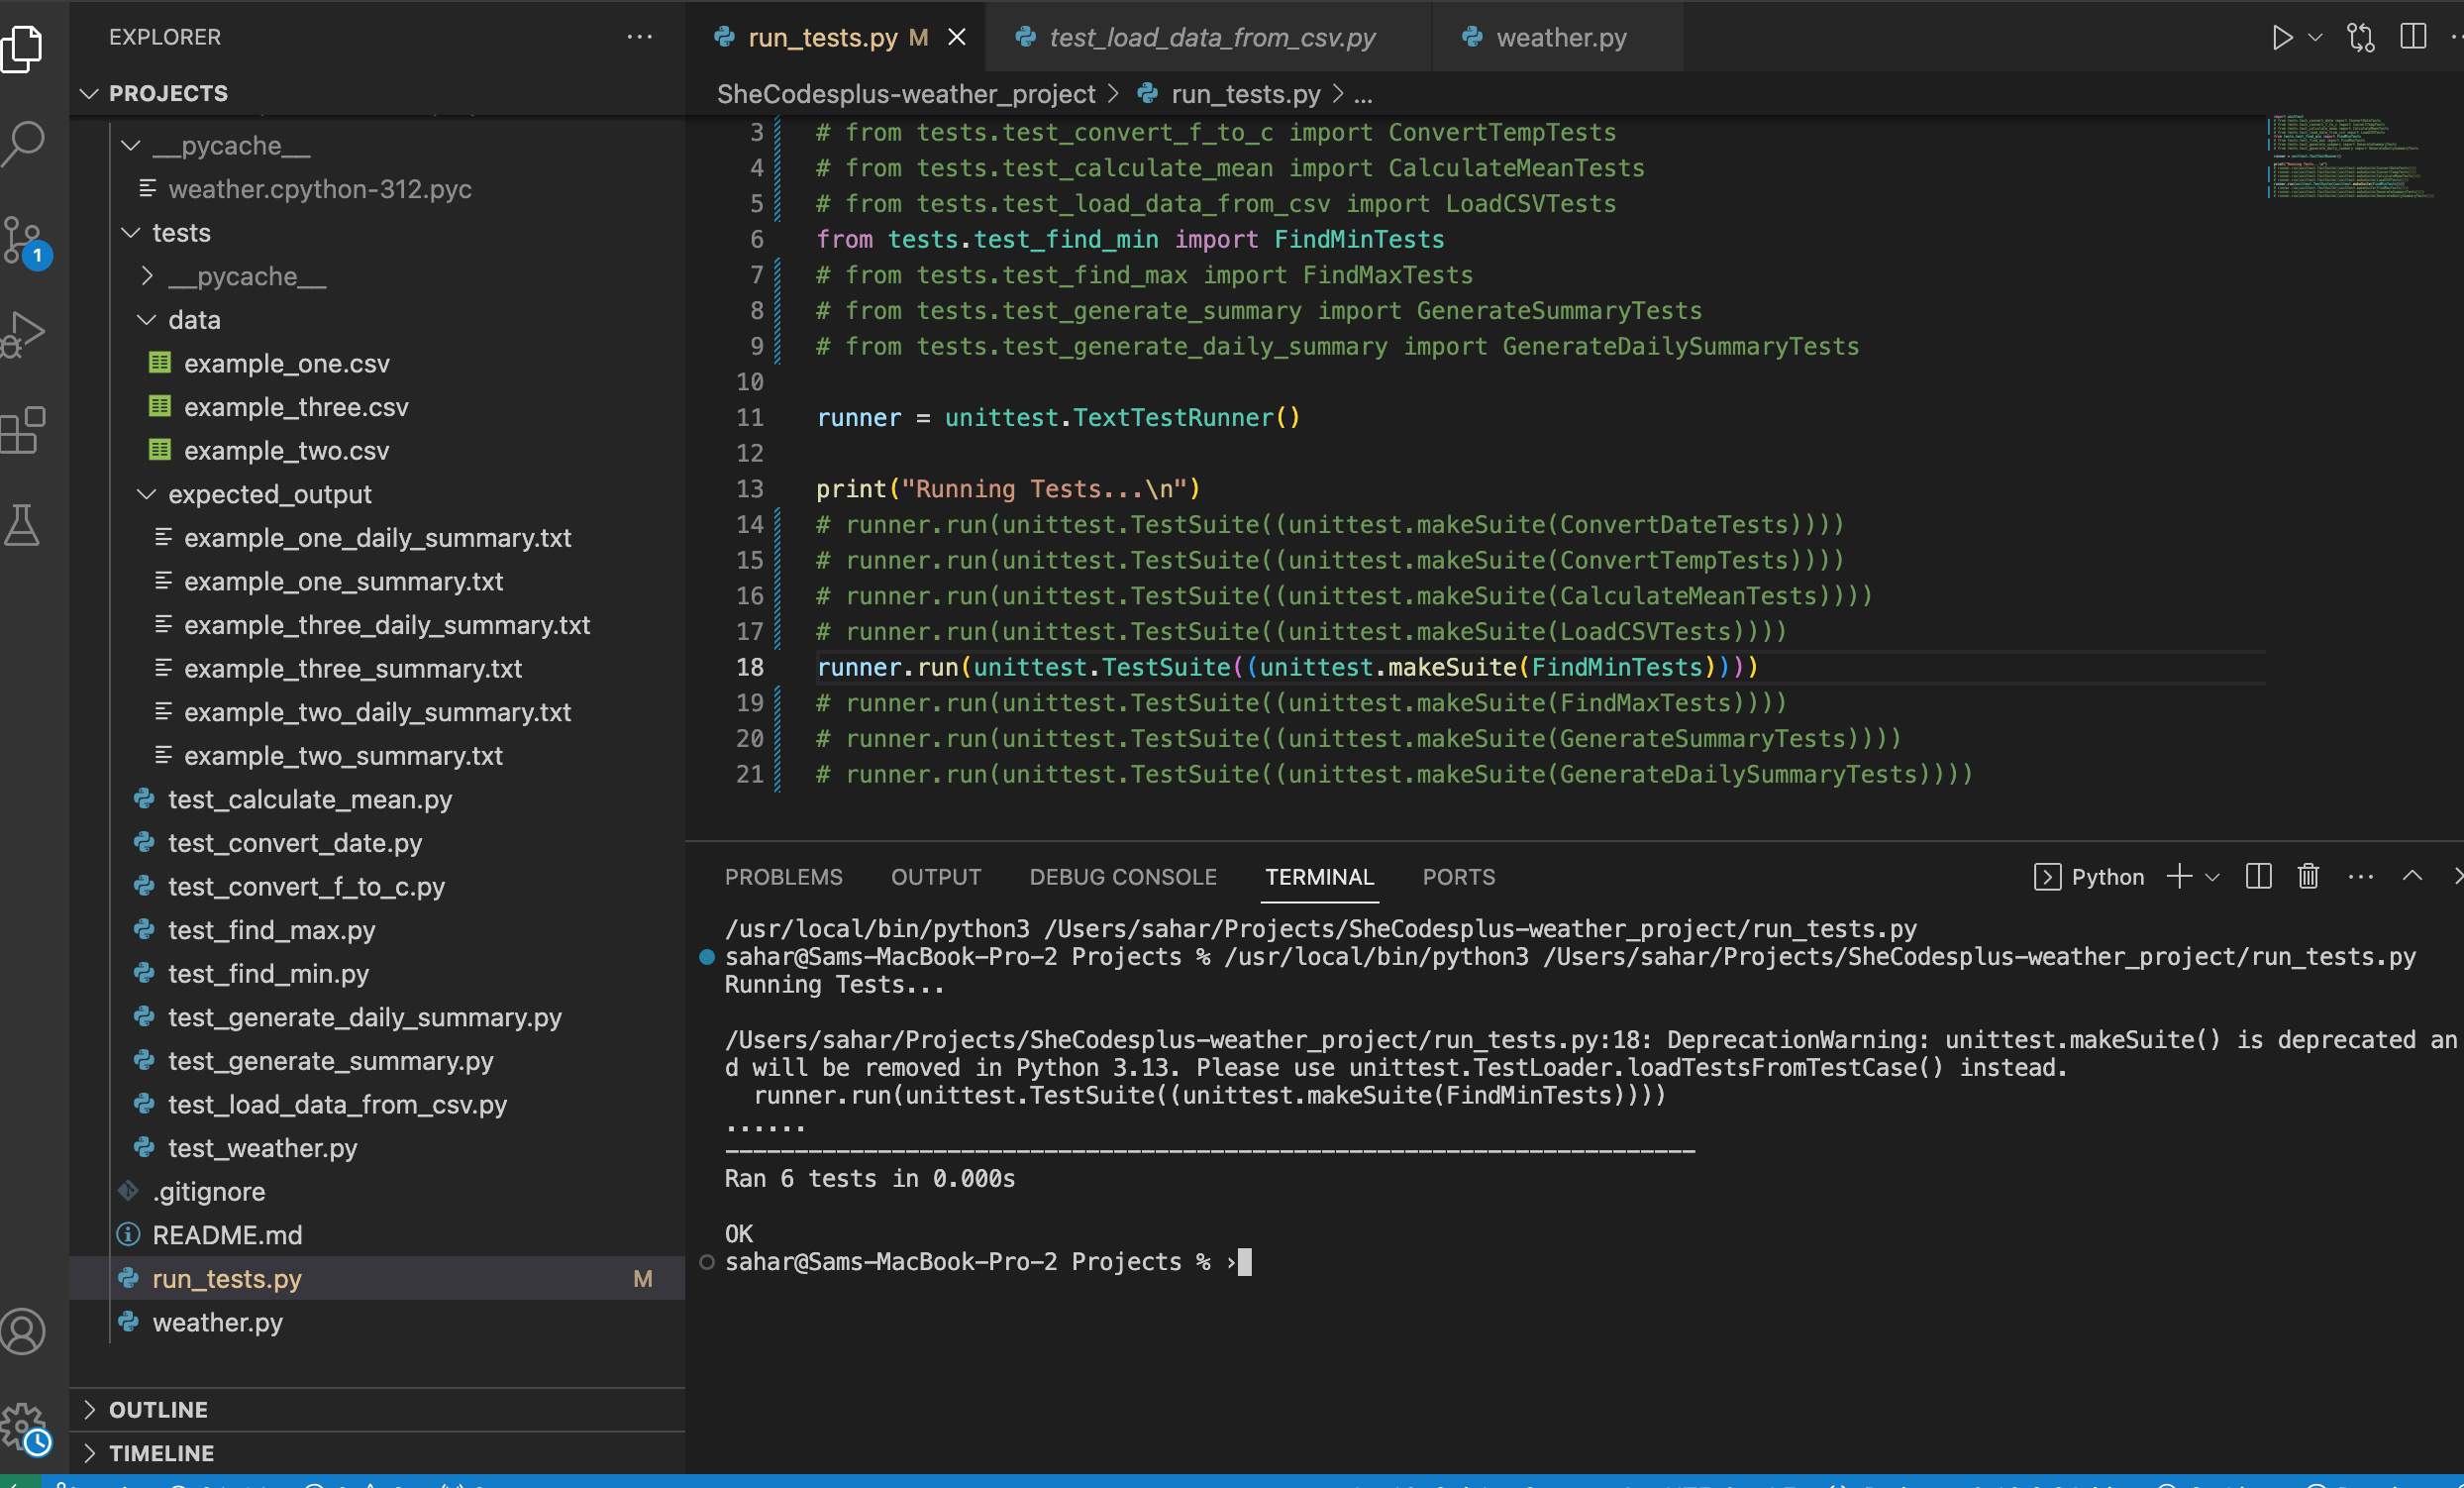 EXPLORER
PROJECTS
__pycache__
weather.cpython-312.pyc
tests
__pycache__
data
example_one.csv
example_three.csv
example_two.csv
expected_output
example_one_daily_summary.txt
example_one_summary.txt
example_three_daily_summary.txt
example_three_summary.txt
example_two_daily_summary.txt
example_two_summary.txt
test_calculate_mean.py
test_convert_date.py
test_convert_f_to_c.py
test_find_max.py
test_find_min.py
test_generate_daily_summary.py
test_generate_summary.py
test_load_data_from_csv.py
test_weather.py
.gitignore
README.md
run_tests.py M
weather.py
OUTLINE
TIMELINE
1
run_tests.py M
test_load_data_from_csv.py
weather.py
SheCodesplus-weather_project > run_tests.py > ...
3 # from tests.test_convert_f_to_c import ConvertTempTests
4 # from tests.test_calculate_mean import CalculateMeanTests
5 # from tests.test_load_data_from_csv import LoadCSVTests
6 from tests.test_find_min import FindMinTests
7 # from tests.test_find_max import FindMaxTests
8 # from tests.test_generate_summary import GenerateSummaryTests
9 # from tests.test_generate_daily_summary import GenerateDailySummaryTests
10
11 runner = unittest.TextTestRunner()
12
13 print("Running Tests...\n")
14 # runner.run(unittest.TestSuite((unittest.makeSuite(ConvertDateTests))))
15 # runner.run(unittest.TestSuite((unittest.makeSuite(ConvertTempTests))))
16 # runner.run(unittest.TestSuite((unittest.makeSuite(CalculateMeanTests))))
17 # runner.run(unittest.TestSuite((unittest.makeSuite(LoadCSVTests))))
18 runner.run(unittest.TestSuite((unittest.makeSuite(FindMinTests))))
19 # runner.run(unittest.TestSuite((unittest.makeSuite(FindMaxTests))))
20 # runner.run(unittest.TestSuite((unittest.makeSuite(GenerateSummaryTests))))
21 # runner.run(unittest.TestSuite((unittest.makeSuite(GenerateDailySummaryTests))))
PROBLEMS OUTPUT DEBUG CONSOLE TERMINAL PORTS
Python
/usr/local/bin/python3 /Users/sahar/Projects/SheCodesplus-weather_project/run_tests.py
sahar@Sams-MacBook-Pro-2 Projects % /usr/local/bin/python3 /Users/sahar/Projects/SheCodesplus-weather_project/run_tests.py
Running Tests...
/Users/sahar/Projects/SheCodesplus-weather_project/run_tests.py:18: DeprecationWarning: unittest.makeSuite() is deprecated an
d will be removed in Python 3.13. Please use unittest.TestLoader.loadTestsFromTestCase() instead.
runner.run(unittest.TestSuite((unittest.makeSuite(FindMinTests))))
......
----------------------------------------------------------------------
Ran 6 tests in 0.000s
OK
sahar@Sams-MacBook-Pro-2 Projects % ›